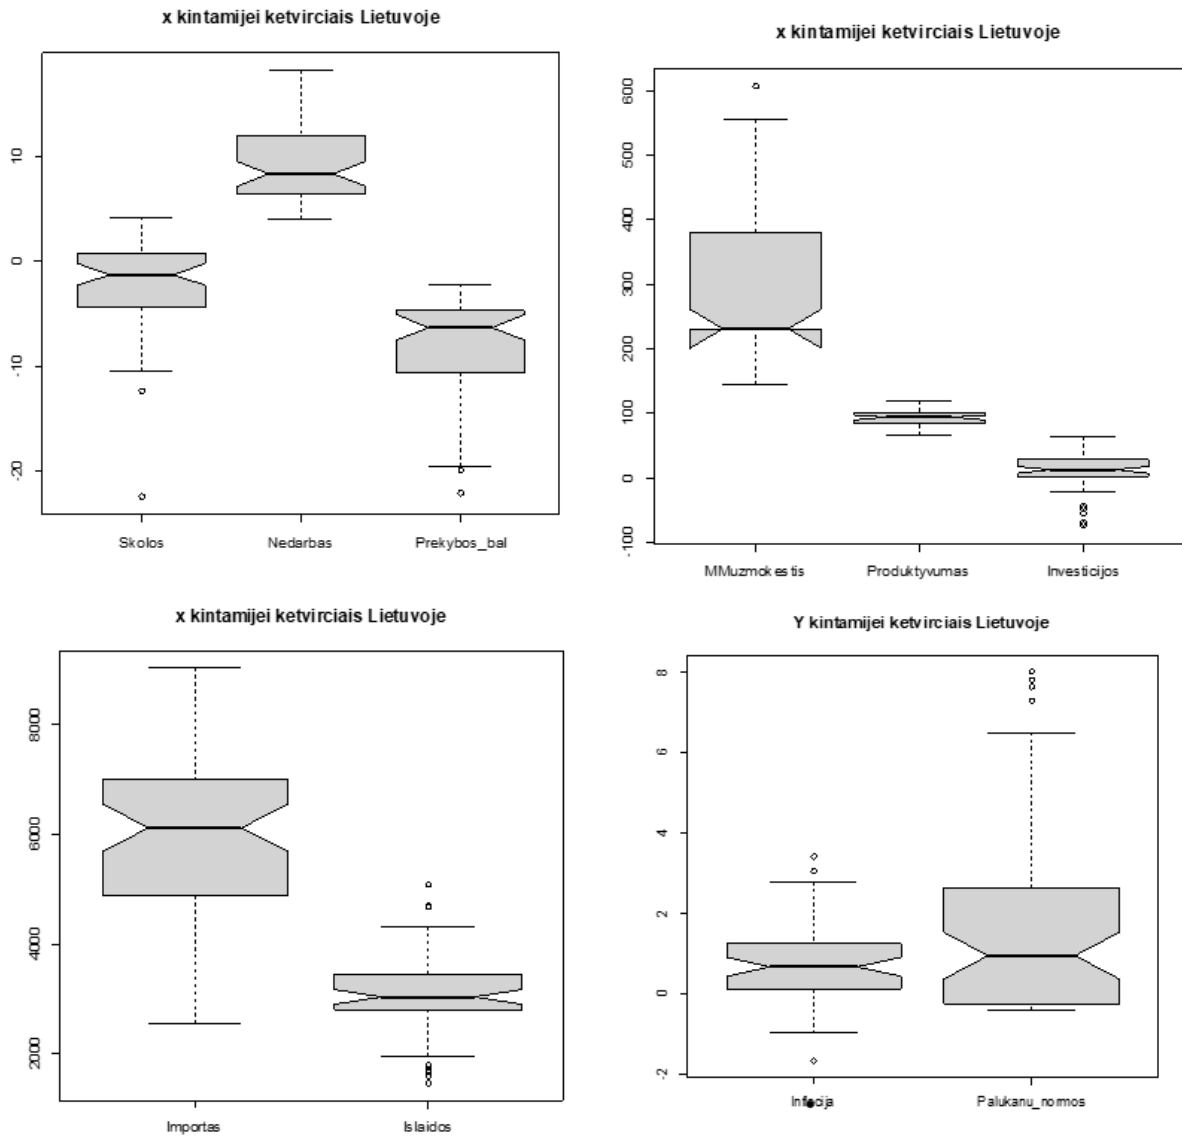 x kintamijei ketvirciais Lietuvoje
10
0
-10
-20
Skolos Nedarbas Prekybos_bal
x kintamijei ketvirciais Lietuvoje
600
500
400
300
200
100
0
-100
MMuzmokestis Produktyvumas Investicijos
x kintamijei ketvirciais Lietuvoje
8000
6000
4000
2000
Importas Islaidos
Y kintamijei ketvirciais Lietuvoje
8
6
4
2
0
-2
Infliacija Palukanu_normos